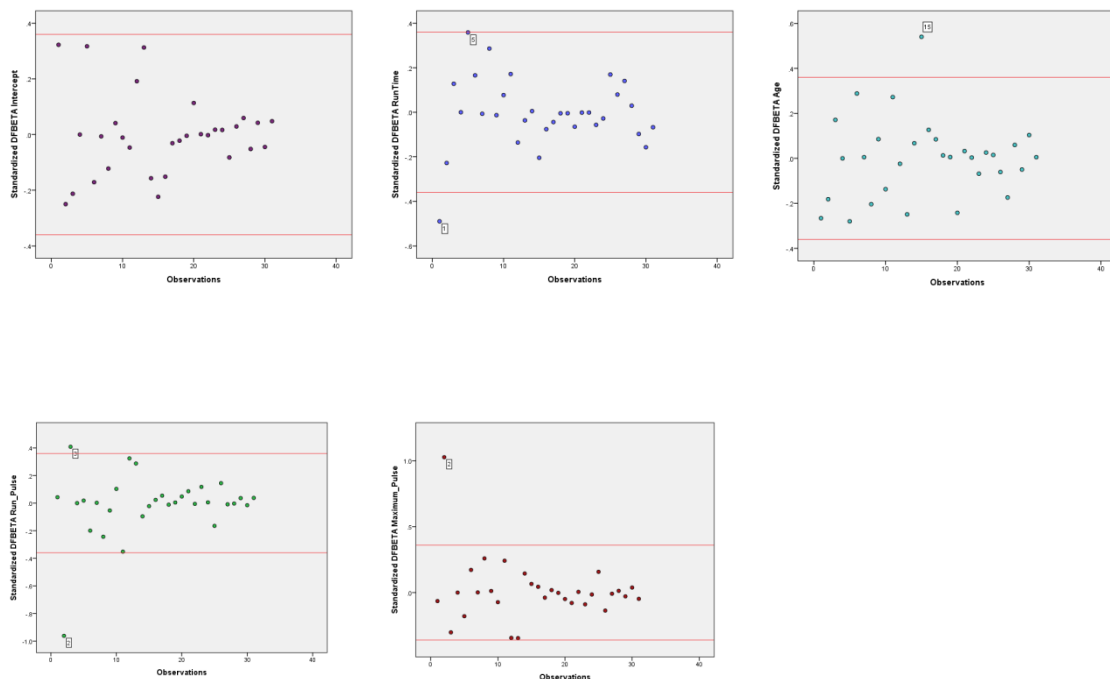 Standardized DFBETA Intercept
.4
.2
.0
-.2
-.4
0 10 20 30 40
Observations
Standardized DFBETA RunTime
.4
5
.2
.0
-.2
-.4
1
-.6
0 10 20 30 40
Observations
Standardized DFBETA Age
.6
15
.4
.2
.0
-.2
-.4
0 10 20 30 40
Observations
Standardized DFBETA Run_Pulse
.4
3
.2
.0
-.2
-.4
-.6
-.8
-1.0
2
0 10 20 30 40
Observations
Standardized DFBETA Maximum_Pulse
1.0
2
.5
.0
0 10 20 30 40
Observations